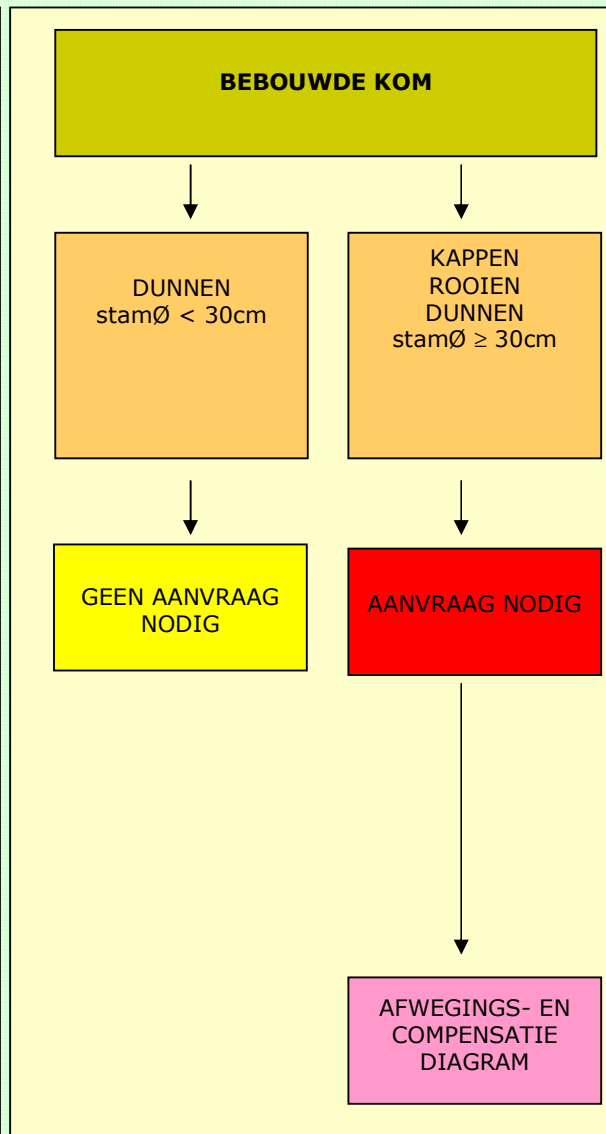 BEBOUWDE KOM
DUNNEN
stamØ < 30cm
KAPPEN
ROOIEN
DUNNEN
stamØ ≥ 30cm
GEEN AANVRAAG
NODIG
AANVRAAG NODIG
AFWEGINGS- EN
COMPENSATIE
DIAGRAM